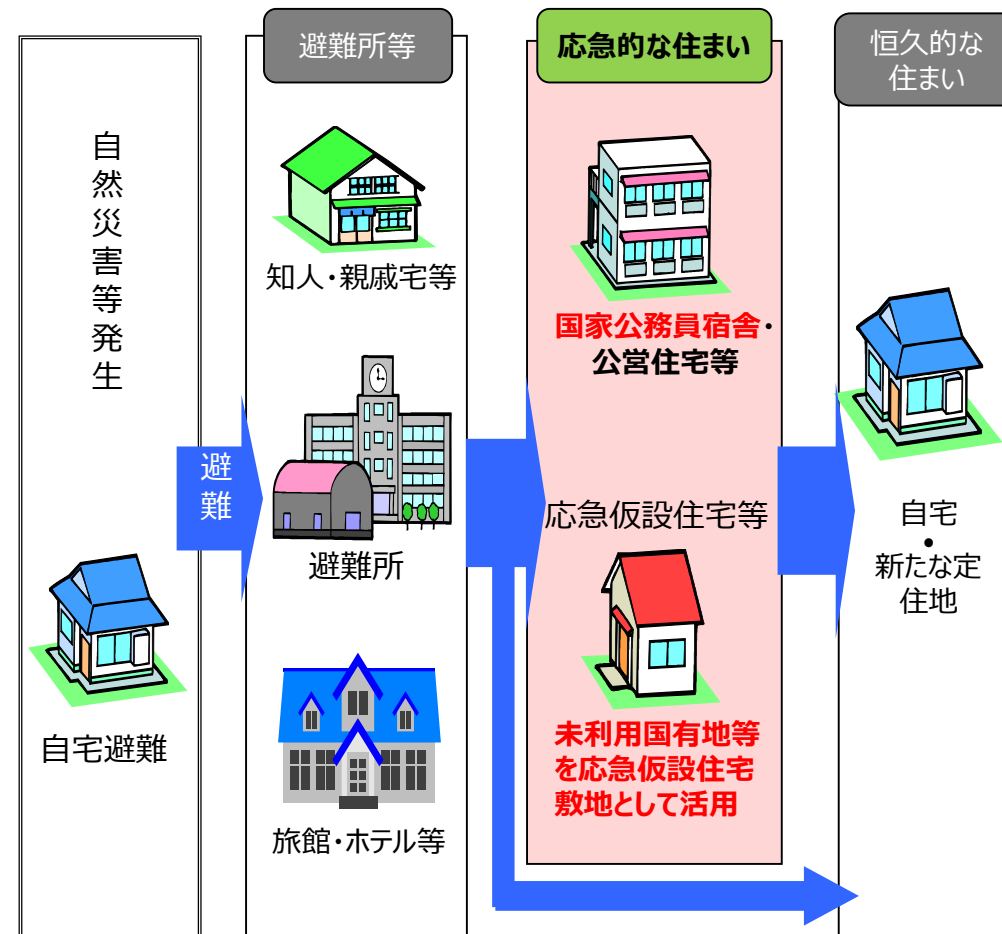 自然災害等発生
自宅避難
避難
避難所等
知人・親戚宅等
避難所
旅館・ホテル等
応急的な住まい
国家公務員宿舎・
公営住宅等
応急仮設住宅等
未利用国有地等
を応急仮設住宅
敷地として活用
恒久的な
住まい
自宅
・
新たな定
住地